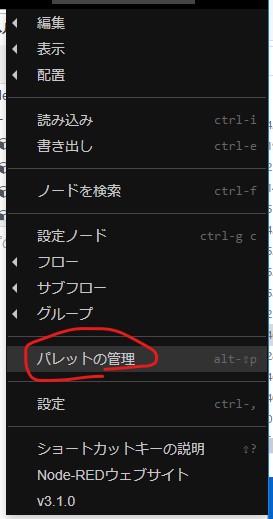 編集
表示
配置
読み込み ctrl-i
書き出し ctrl-e
ノードを検索 ctrl-f
設定ノード ctrl-g c
フロー
サブフロー
グループ
パレットの管理 alt-⇧p
設定 ctrl-,
ショートカットキーの説明 ⇧?
Node-REDウェブサイト
v3.1.0